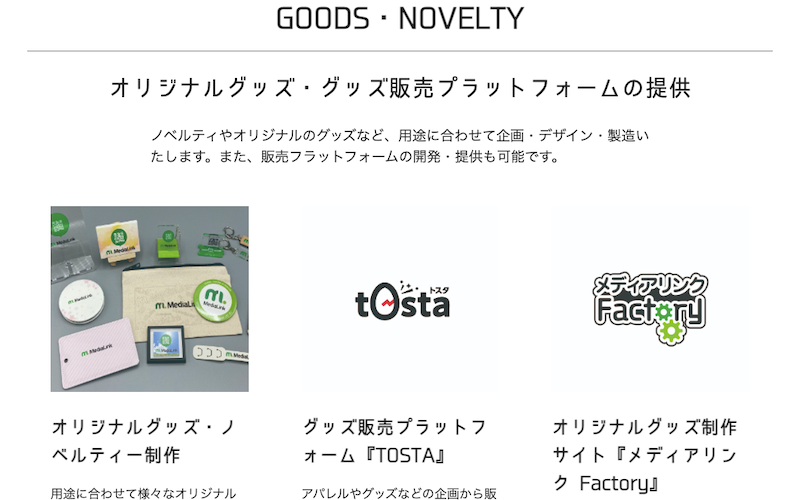 GOODS・NOVELTY
オリジナルグッズ・グッズ販売プラットフォームの提供
ノベルティやオリジナルのグッズなど、用途に合わせて企画・デザイン・製造い
たします。また、販売フラットフォームの開発・提供も可能です。
m. MediaLink
m. MediaLink
m. MediaLink
m. MediaLink
m. MediaLink
MediaLink
tosta
トスタ
メディアリンク
Factory
オリジナルグッズ・ノ
ベルティー制作
グッズ販売プラットフ
ォーム『TOSTA』
オリジナルグッズ制作
サイト『メディアリン
ク Factory』
用途に合わせて様々なオリジナル
アパレルやグッズなどの企画から販